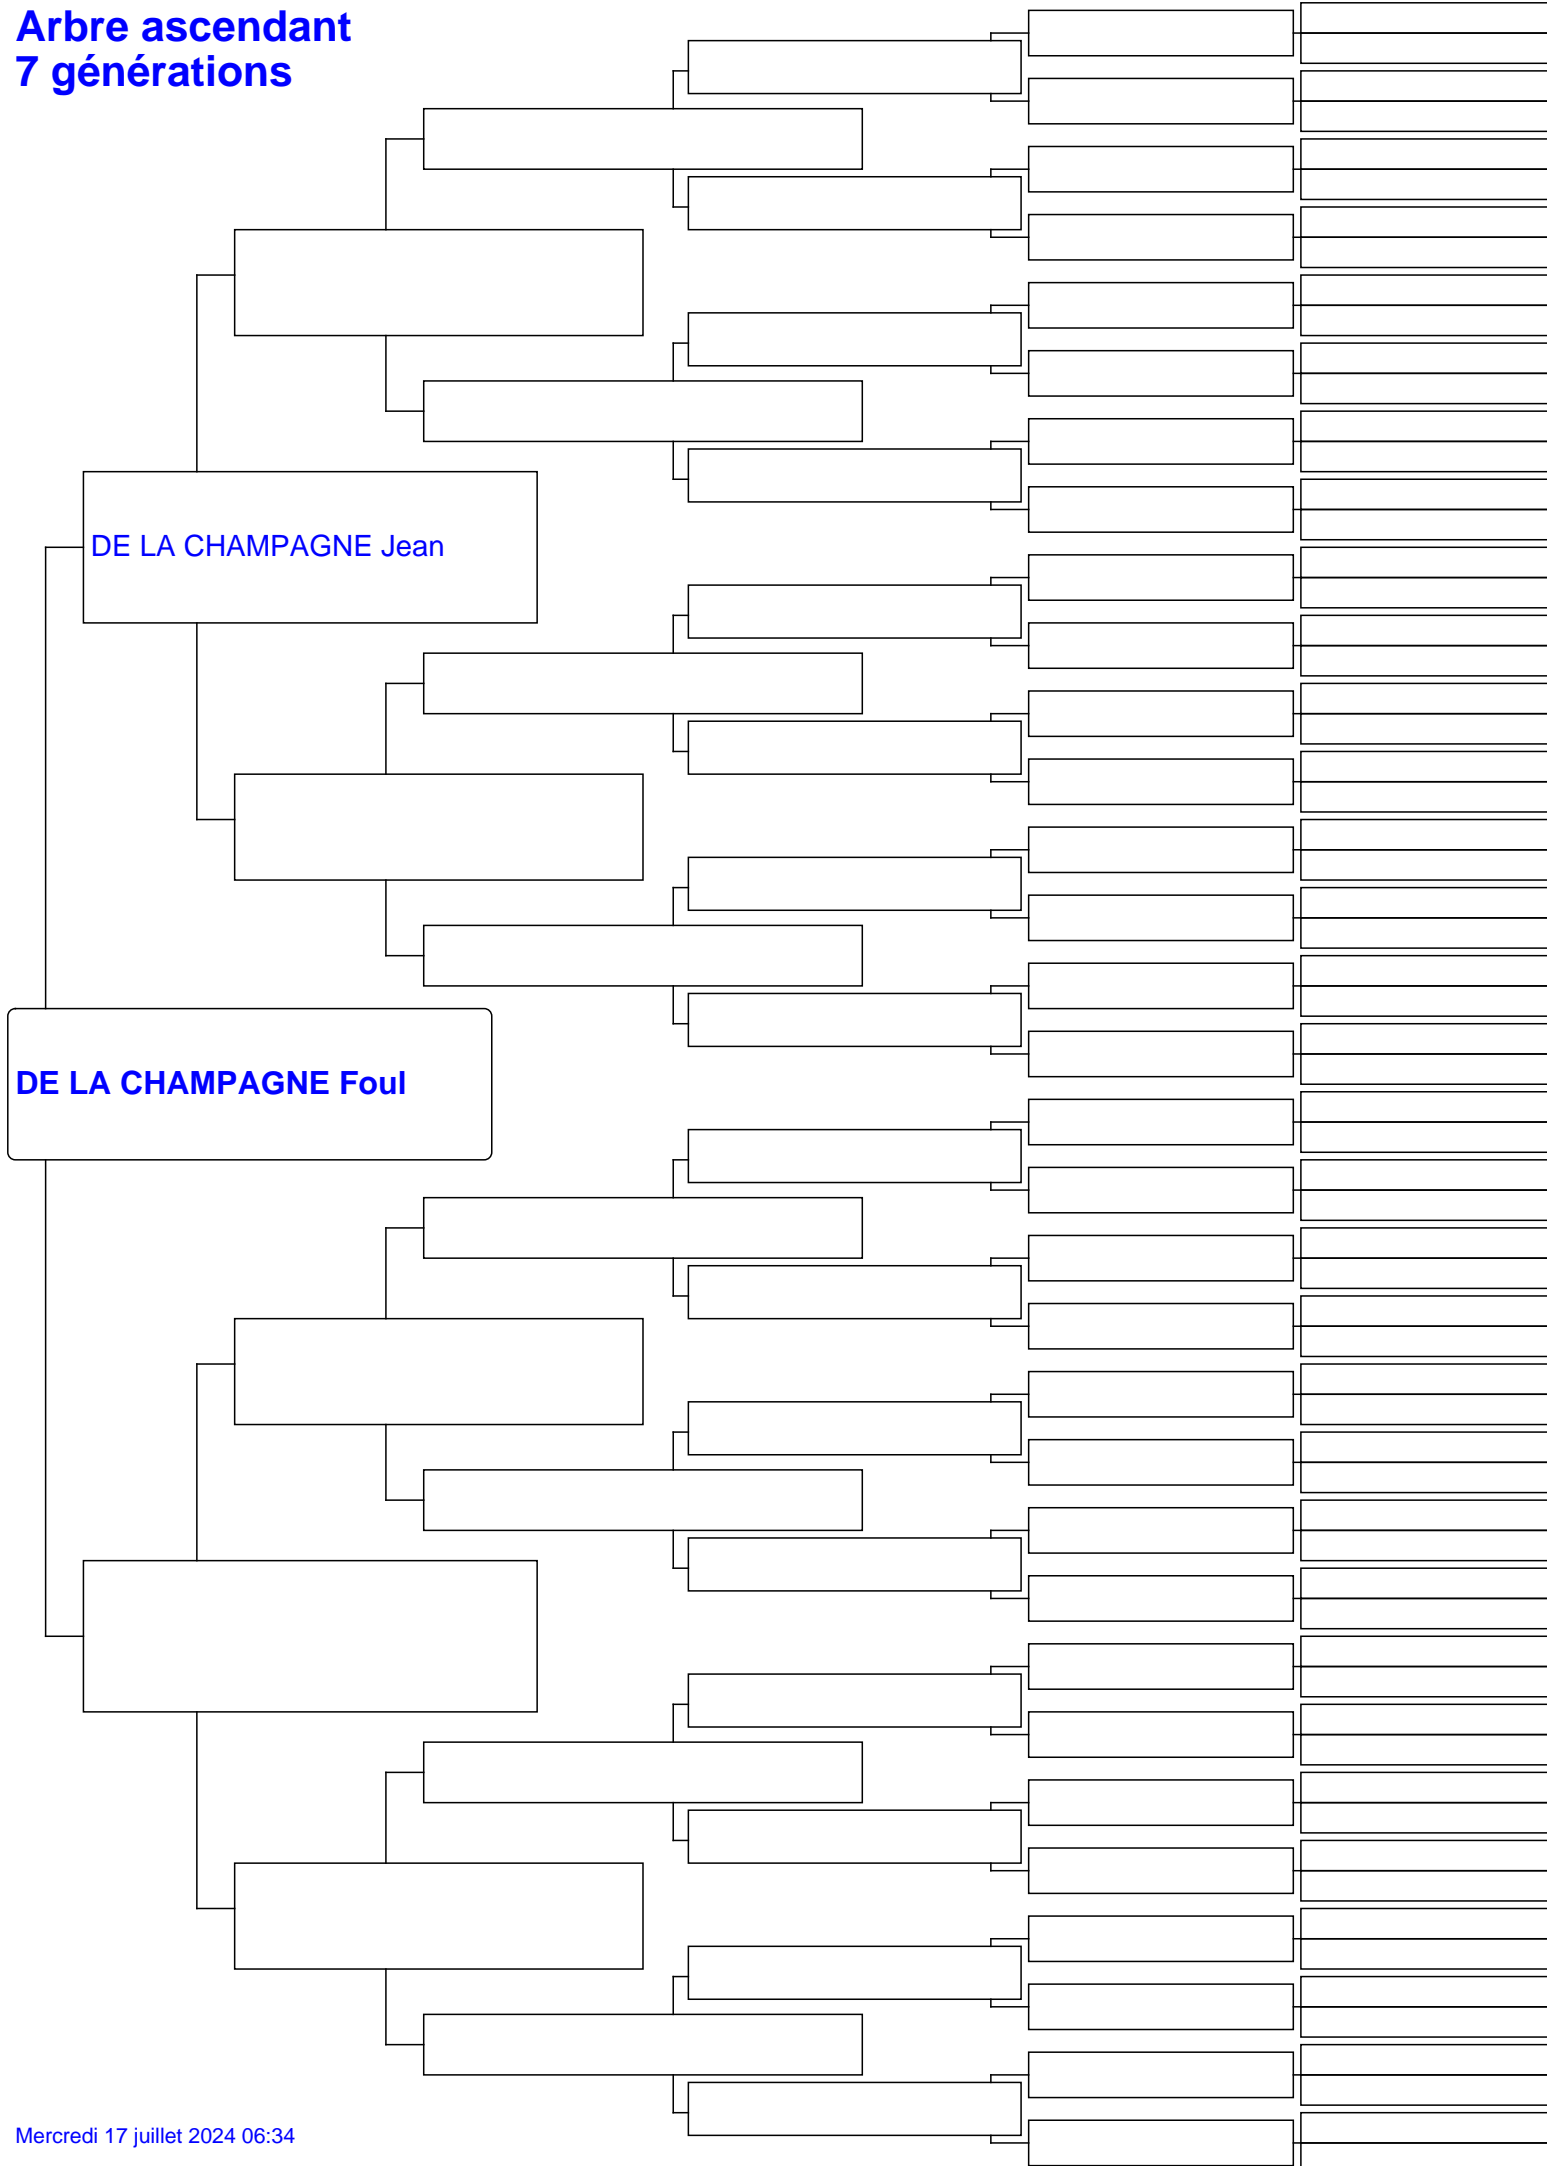 Arbre ascendant
7 générations
DE LA CHAMPAGNE Jean
DE LA CHAMPAGNE Foul
Mercredi 17 juillet 2024 06:34